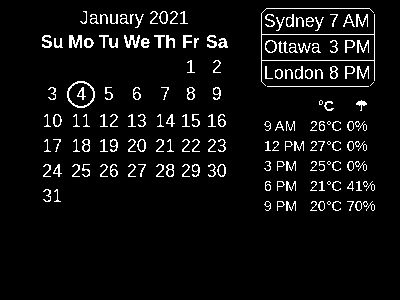 January 2021
Su Mo Tu We Th Fr Sa
1 2
3 4 5 6 7 8 9
10 11 12 13 14 15 16
17 18 19 20 21 22 23
24 25 26 27 28 29 30
31
Sydney 7 AM
Ottawa 3 PM
London 8 PM
°C ☂
9 AM 26°C 0%
12 PM 27°C 0%
3 PM 25°C 0%
6 PM 21°C 41%
9 PM 20°C 70%